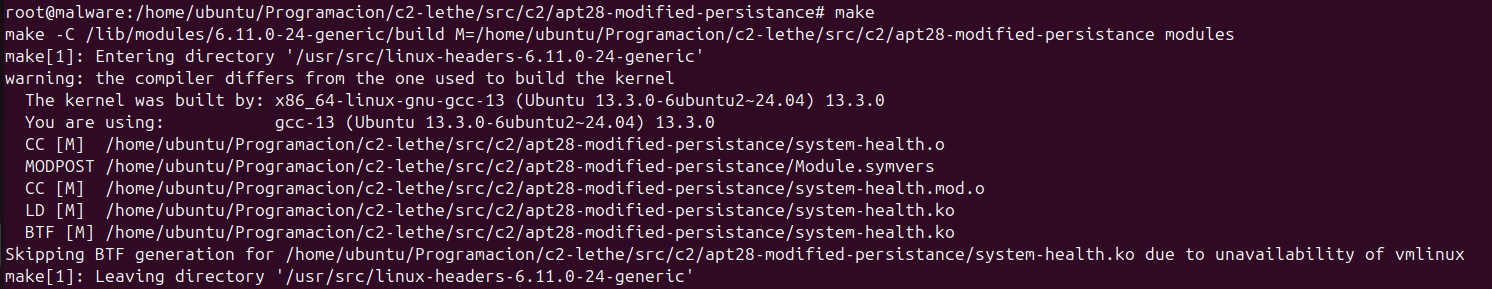 root@malware:/home/ubuntu/Programacion/c2-lethe/src/c2/apt28-modified-persistance# make
make -C /lib/modules/6.11.0-24-generic/build M=/home/ubuntu/Programacion/c2-lethe/src/c2/apt28-modified-persistance modules
make[1]: Entering directory '/usr/src/linux-headers-6.11.0-24-generic'
warning: the compiler differs from the one used to build the kernel
  The kernel was built by: x86_64-linux-gnu-gcc-13 (Ubuntu 13.3.0-6ubuntu2~24.04) 13.3.0
  You are using:           gcc-13 (Ubuntu 13.3.0-6ubuntu2~24.04) 13.3.0
  CC [M]  /home/ubuntu/Programacion/c2-lethe/src/c2/apt28-modified-persistance/system-health.o
  MODPOST /home/ubuntu/Programacion/c2-lethe/src/c2/apt28-modified-persistance/Module.symvers
  CC [M]  /home/ubuntu/Programacion/c2-lethe/src/c2/apt28-modified-persistance/system-health.mod.o
  LD [M]  /home/ubuntu/Programacion/c2-lethe/src/c2/apt28-modified-persistance/system-health.ko
  BTF [M] /home/ubuntu/Programacion/c2-lethe/src/c2/apt28-modified-persistance/system-health.ko
Skipping BTF generation for /home/ubuntu/Programacion/c2-lethe/src/c2/apt28-modified-persistance/system-health.ko due to unavailability of vmlinux
make[1]: Leaving directory '/usr/src/linux-headers-6.11.0-24-generic'